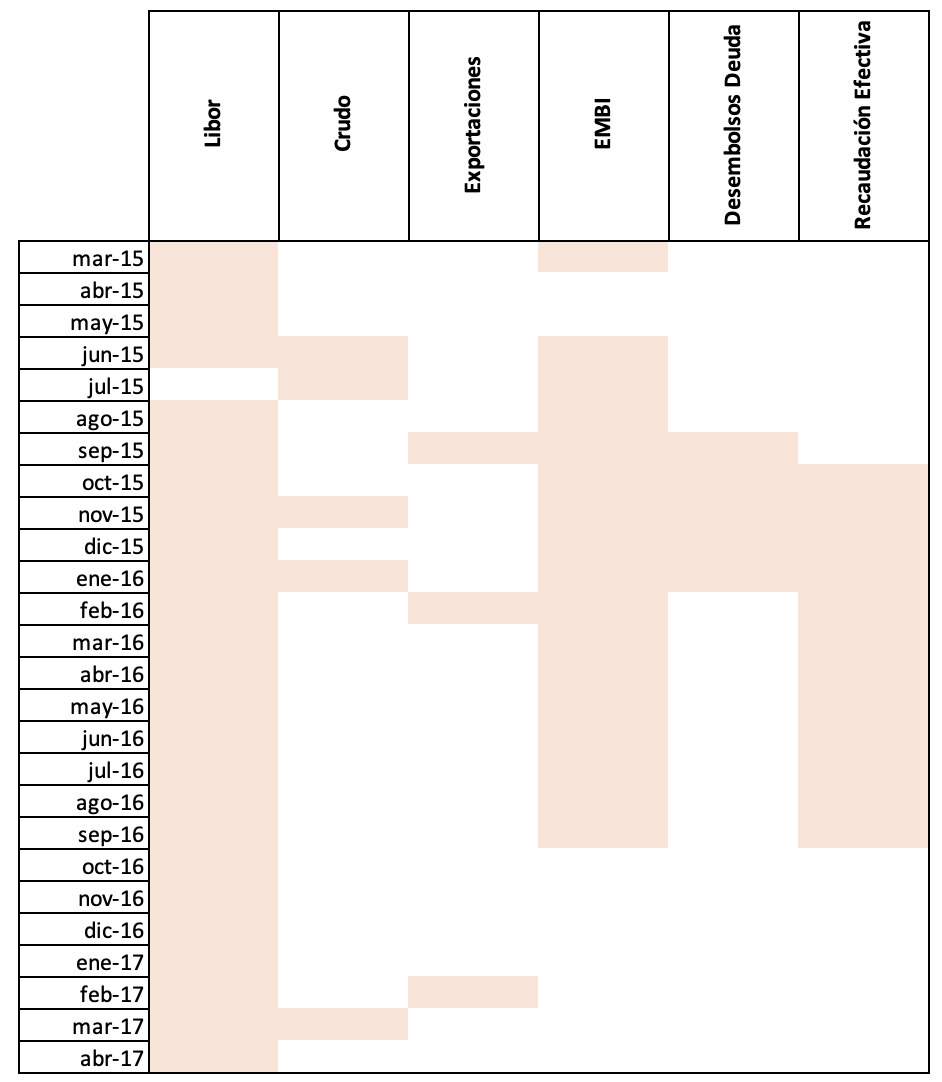 Libor
Crudo
Exportaciones
EMBI
Desembolsos Deuda
Recaudación Efectiva
mar-15
abr-15
may-15
jun-15
jul-15
ago-15
sep-15
oct-15
nov-15
dic-15
ene-16
feb-16
mar-16
abr-16
may-16
jun-16
jul-16
ago-16
sep-16
oct-16
nov-16
dic-16
ene-17
feb-17
mar-17
abr-17